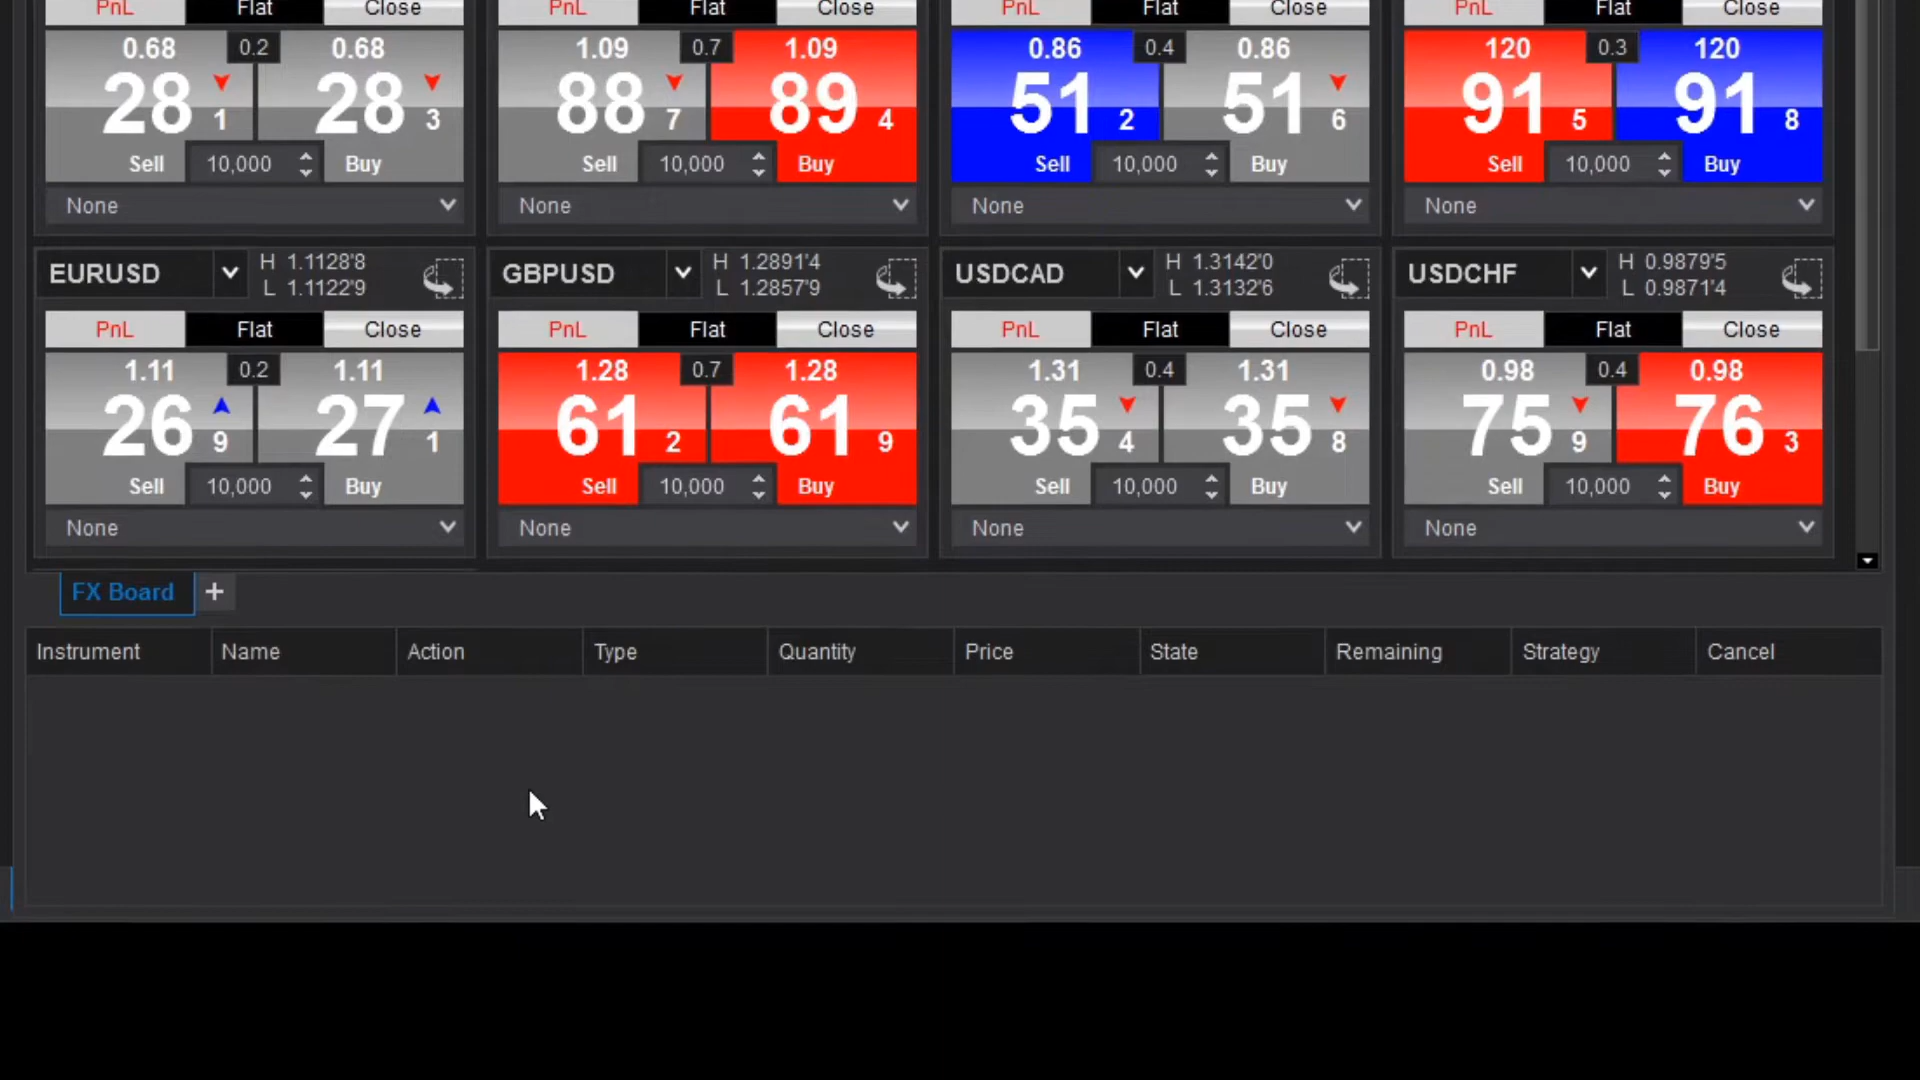 PnL Flat Close PnL Flat Close PnL Flat Close PnL Flat Close
0.68 0.2 0.68 1.09 0.7 1.09 0.86 0.4 0.86 120 0.3 120
28 1 28 3 88 7 89 4 51 2 51 6 91 5 91 8
Sell 10,000 Buy Sell 10,000 Buy Sell 10,000 Buy Sell 10,000 Buy
None None None None
EURUSD H 1.1128'8 GBPUSD H 1.2891'4 USDCAD H 1.3142'0 USDCHF H 0.9879'5
L 1.1122'9 L 1.2857'9 L 1.3132'6 L 0.9871'4
PnL Flat Close PnL Flat Close PnL Flat Close PnL Flat Close
1.11 0.2 1.11 1.28 0.7 1.28 1.31 0.4 1.31 0.98 0.4 0.98
26 9 27 1 61 2 61 9 35 4 35 8 75 9 76 3
Sell 10,000 Buy Sell 10,000 Buy Sell 10,000 Buy Sell 10,000 Buy
None None None None
FX Board +
Instrument Name Action Type Quantity Price State Remaining Strategy Cancel